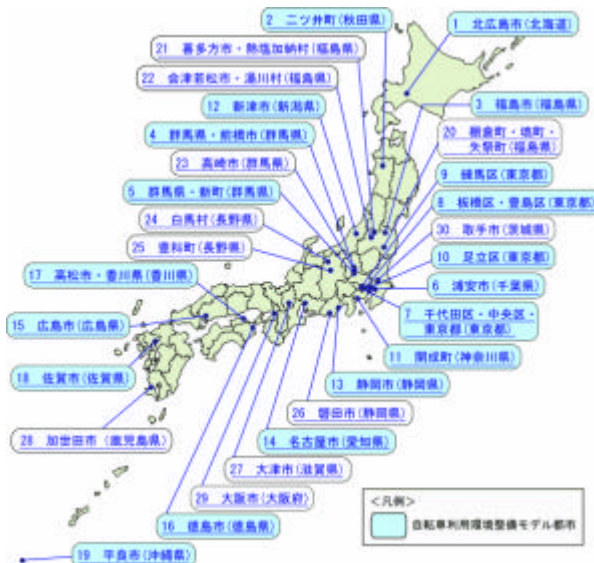 2 二ツ井町(秋田県)
1 北広島市(北海道)
21 喜多方市・熱塩加納村(福島県)
22 会津若松市・湯川村(福島県)
12 新津市(新潟県)
3 福島市(福島県)
4 群馬県・前橋市(群馬県)
20 棚倉町・塙町・
矢祭町(福島県)
23 高崎市(群馬県)
9 練馬区(東京都)
5 群馬県・新町(群馬県)
8 板橋区・豊島区(東京都)
24 白馬村(長野県)
30 取手市(茨城県)
25 豊科町(長野県)
10 足立区(東京都)
17 高松市・香川県(香川県)
6 浦安市(千葉県)
15 広島市(広島県)
7 千代田区・中央区・
東京都(東京都)
11 開成町(神奈川県)
18 佐賀市(佐賀県)
13 静岡市(静岡県)
26 磐田市(静岡県)
28 加世田市(鹿児島県)
14 名古屋市(愛知県)
27 大津市(滋賀県)
29 大阪市(大阪府)
16 徳島市(徳島県)
19 平良市(沖縄県)
<凡例>
自転車利用環境整備モデル都市